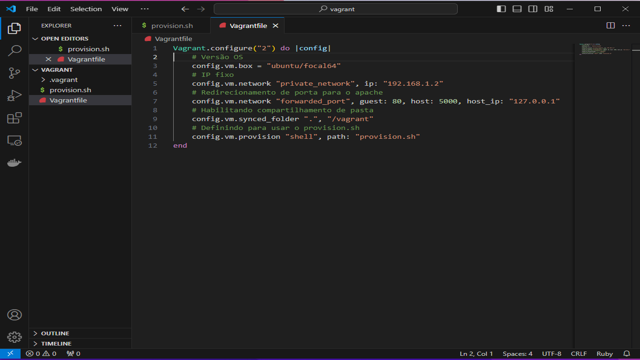 File Edit Selection View ··· vagrant
EXPLORER ···
OPEN EDITORS
provision.sh
Vagrantfile
VAGRANT
.vagrant
provision.sh
Vagrantfile
OUTLINE
TIMELINE
provision.sh Vagrantfile
Vagrantfile
1 Vagrant.configure("2") do |config|
2 # Versão OS
3 config.vm.box = "ubuntu/focal64"
4 # IP fixo
5 config.vm.network "private_network", ip: "192.168.1.2"
6 # Redirecionamento de porta para o apache
7 config.vm.network "forwarded_port", guest: 80, host: 5000, host_ip: "127.0.0.1"
8 # Habilitando compartilhamento de pasta
9 config.vm.synced_folder ".", "/vagrant"
10 # Definindo para usar o provision.sh
11 config.vm.provision "shell", path: "provision.sh"
12 end
0 0 0 Ln 2, Col 1 Spaces: 4 UTF-8 CRLF Ruby